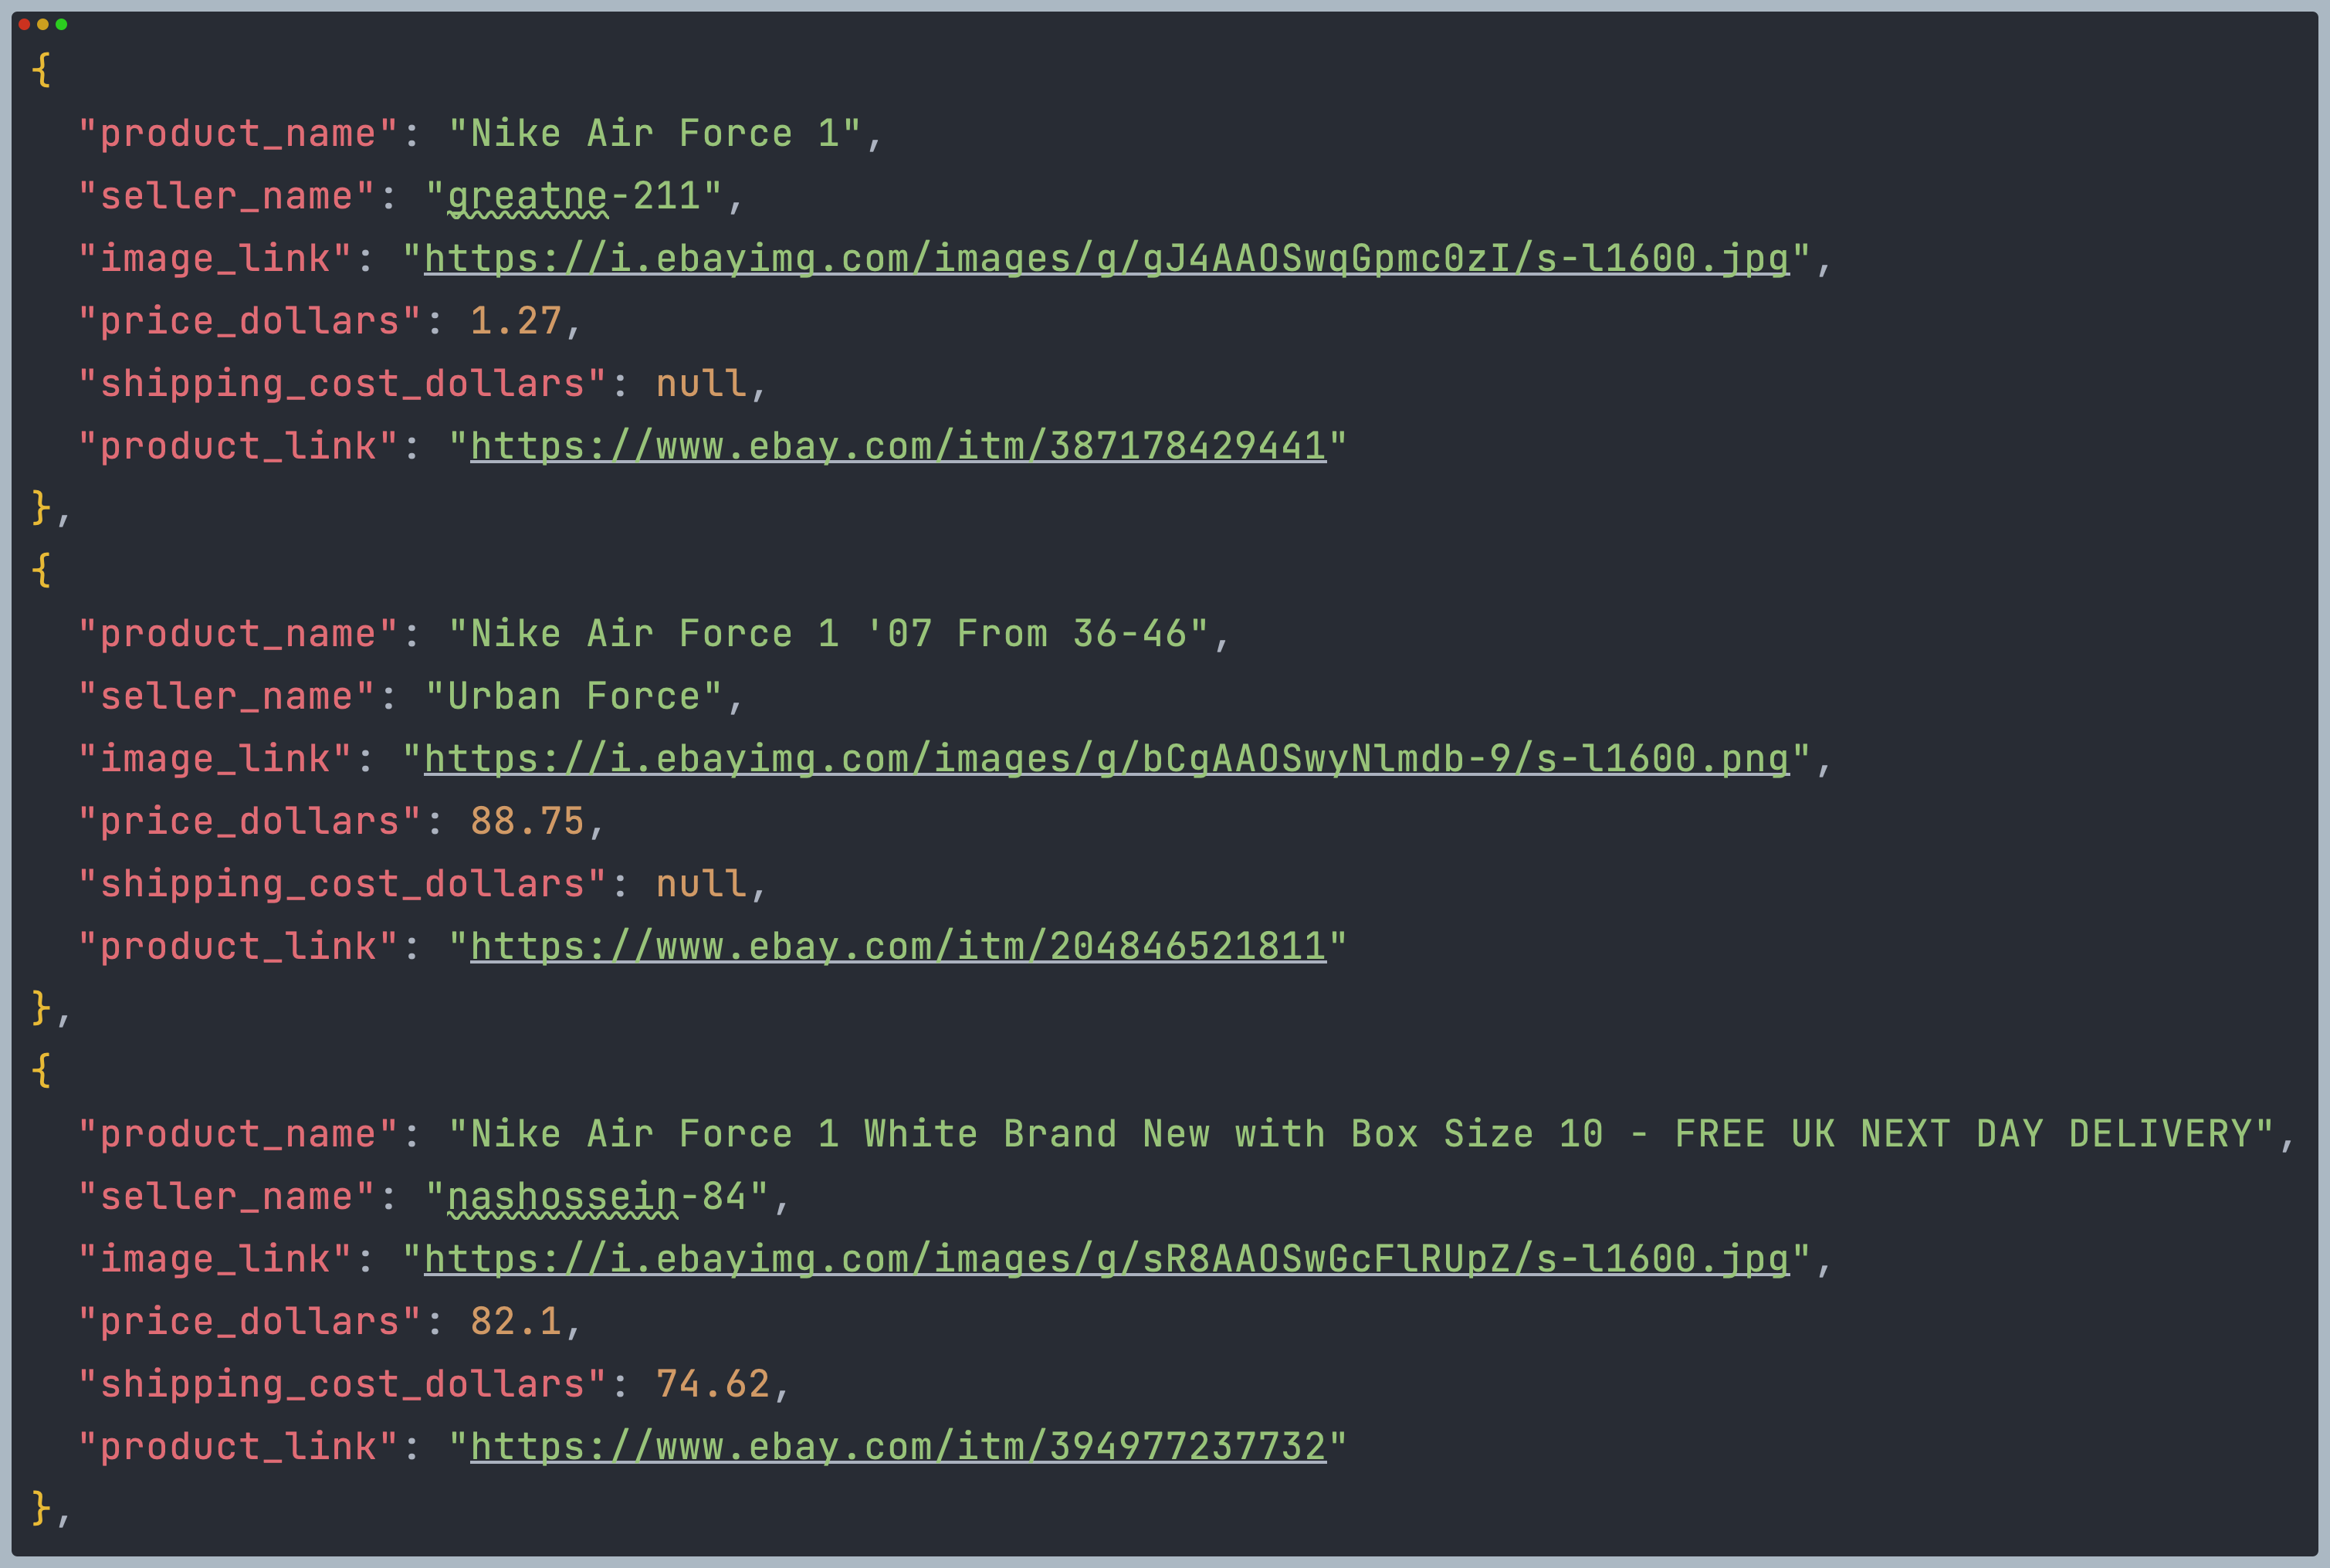 {
  "product_name": "Nike Air Force 1",
  "seller_name": "greatne-211",
  "image_link": "https://i.ebayimg.com/images/g/gJ4AAOSwqGpmc0zI/s-l1600.jpg",
  "price_dollars": 1.27,
  "shipping_cost_dollars": null,
  "product_link": "https://www.ebay.com/itm/387178429441"
},
{
  "product_name": "Nike Air Force 1 '07 From 36-46",
  "seller_name": "Urban Force",
  "image_link": "https://i.ebayimg.com/images/g/bCgAAOSwyNlmdb-9/s-l1600.png",
  "price_dollars": 88.75,
  "shipping_cost_dollars": null,
  "product_link": "https://www.ebay.com/itm/204846521811"
},
{
  "product_name": "Nike Air Force 1 White Brand New with Box Size 10 - FREE UK NEXT DAY DELIVERY",
  "seller_name": "nashossein-84",
  "image_link": "https://i.ebayimg.com/images/g/sR8AAOSwGcFlRUpZ/s-l1600.jpg",
  "price_dollars": 82.1,
  "shipping_cost_dollars": 74.62,
  "product_link": "https://www.ebay.com/itm/394977237732"
},